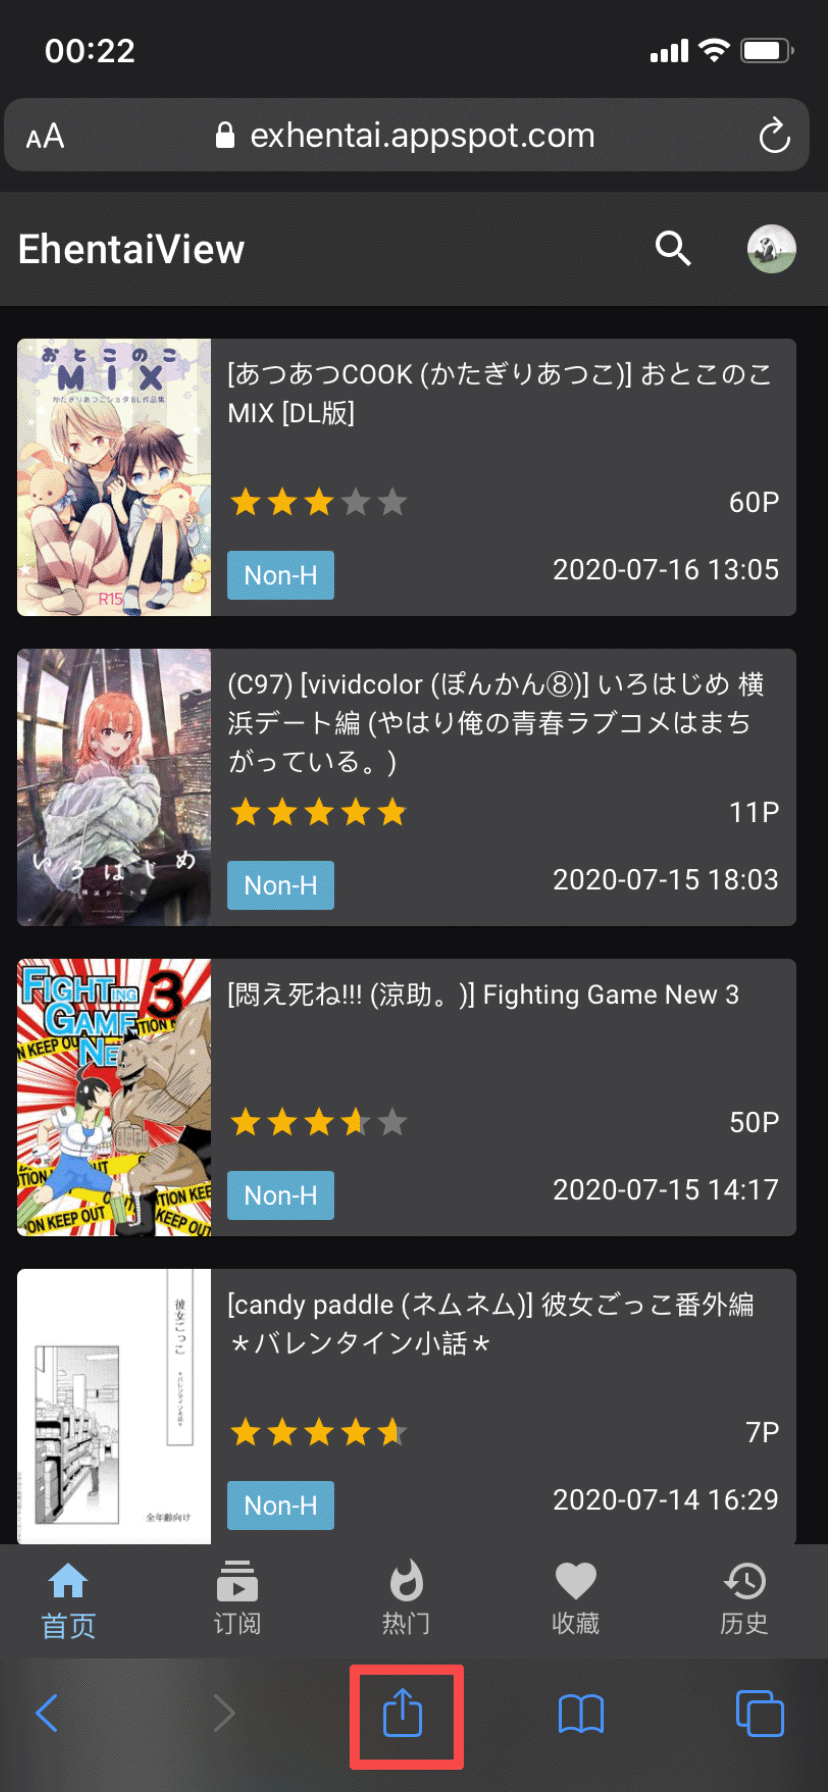 00:22
AA exhentai.appspot.com
EhentaiView
おとこのこ
MIX
かたぎりあつこショタBL作品集
R15
[あつあつCOOK (かたぎりあつこ)] おとこのこ
MIX [DL版]
60P
Non-H
2020-07-16 13:05
いろはじめ
横浜デート編
(C97) [vividcolor (ぽんかん⑧)] いろはじめ 横
浜デート編 (やはり俺の青春ラブコメはまち
がっている。)
11P
Non-H
2020-07-15 18:03
FIGHTING
GAME
NEW
3
KEEP OUT
CAUTION KEEP OUT
[悶え死ね!!! (涼助。)] Fighting Game New 3
50P
Non-H
2020-07-15 14:17
彼女ごっこ
全年齢向け
[candy paddle (ネムネム)] 彼女ごっこ番外編
＊バレンタイン小話＊
7P
Non-H
2020-07-14 16:29
首页
订阅
热门
收藏
历史